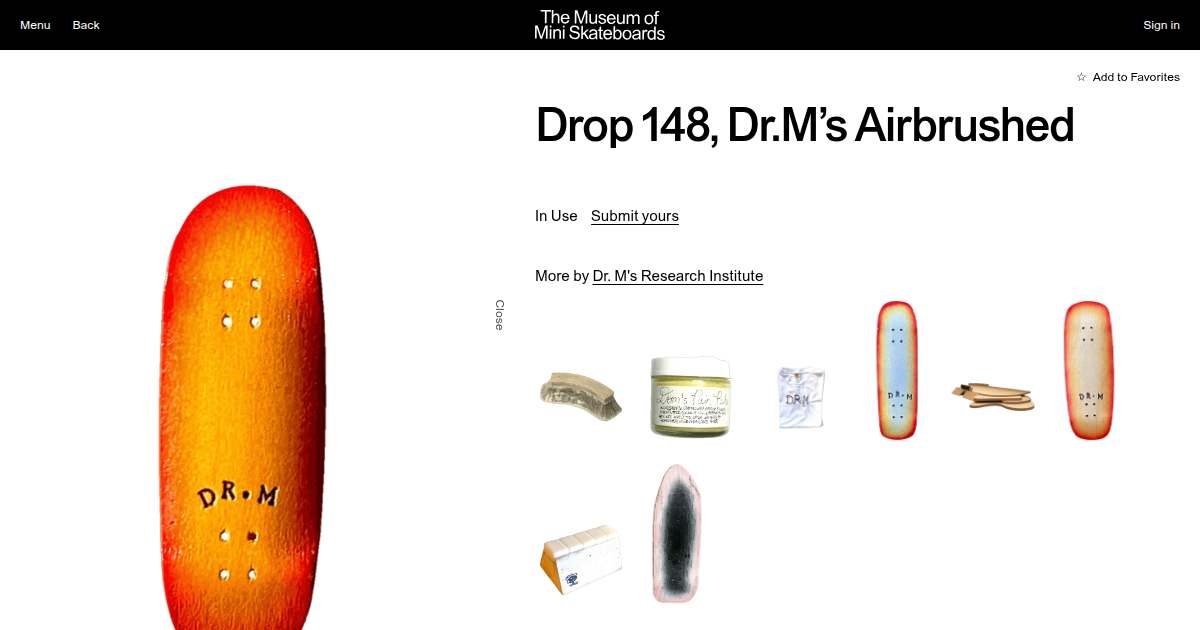 Menu
Back
The Museum of
Mini Skateboards
Sign in
☆ Add to Favorites
Drop 148, Dr.M’s Airbrushed
In Use
Submit yours
More by Dr. M's Research Institute
Close
DR•M
DRM
DR•M
DR•M